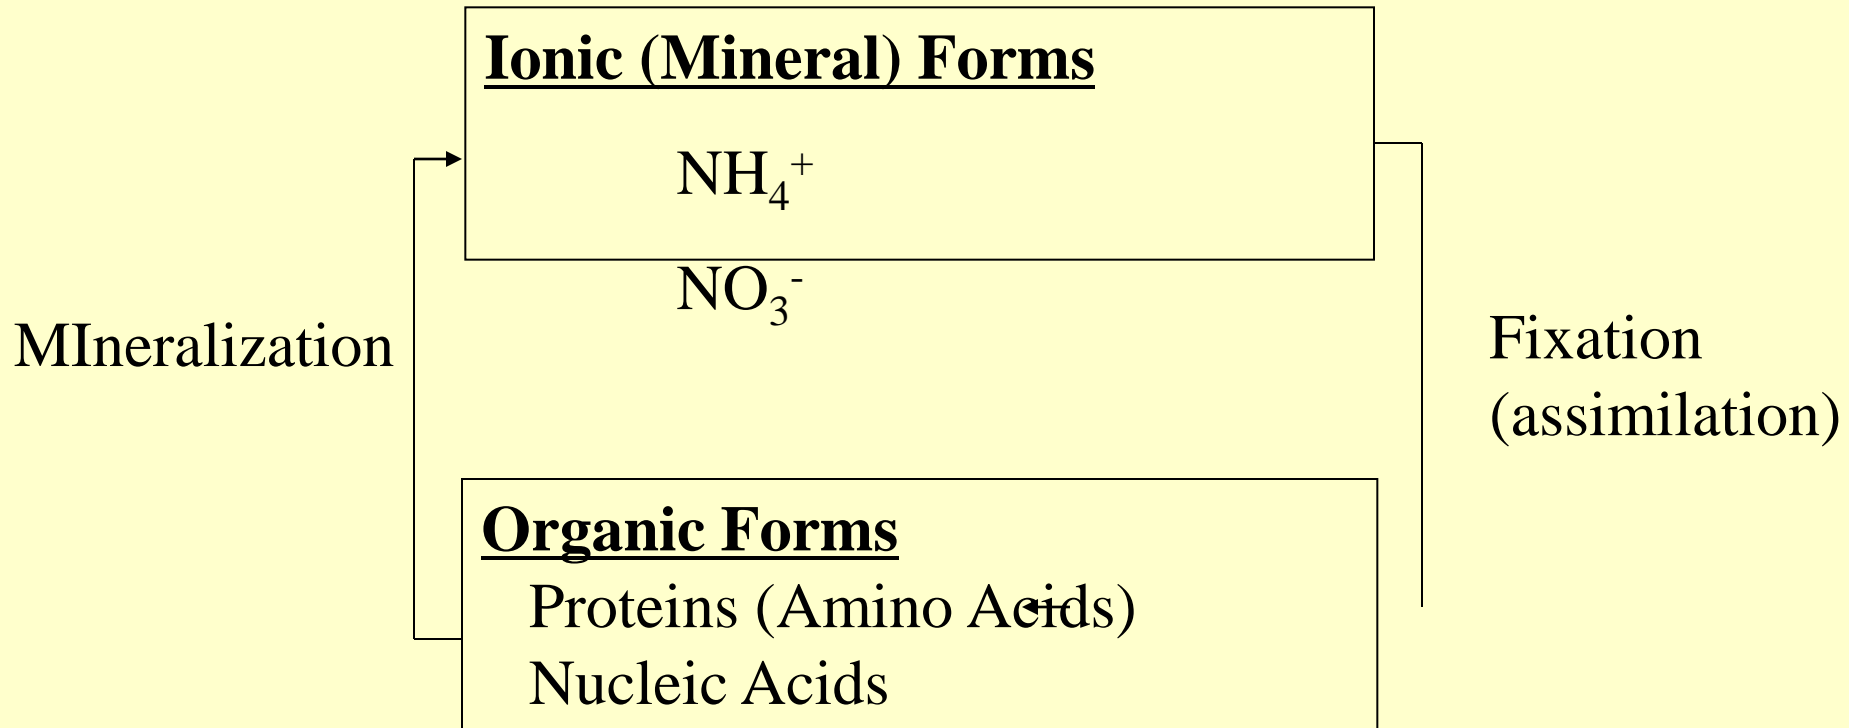 Ionic (Mineral) Forms
NH₄⁺
NO₃⁻
MIneralization
Fixation
(assimilation)
Organic Forms
Proteins (Amino Acids)
Nucleic Acids